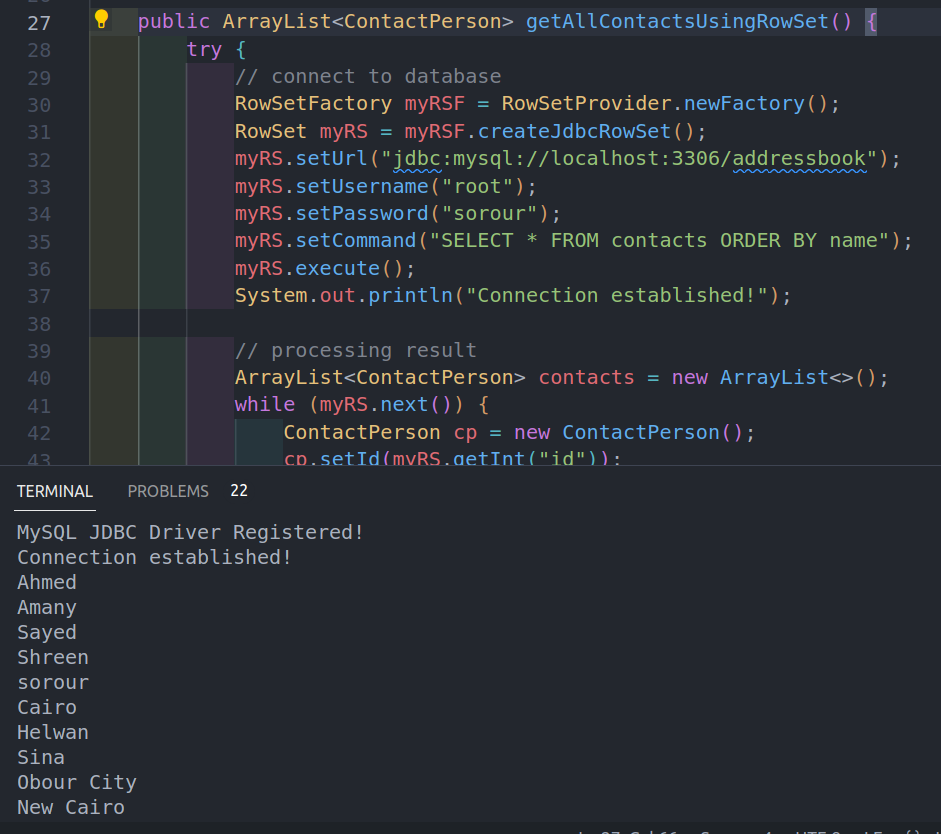 27 public ArrayList<ContactPerson> getAllContactsUsingRowSet() {
28 try {
29 // connect to database
30 RowSetFactory myRSF = RowSetProvider.newFactory();
31 RowSet myRS = myRSF.createJdbcRowSet();
32 myRS.setUrl("jdbc:mysql://localhost:3306/addressbook");
33 myRS.setUsername("root");
34 myRS.setPassword("sorour");
35 myRS.setCommand("SELECT * FROM contacts ORDER BY name");
36 myRS.execute();
37 System.out.println("Connection established!");
38
39 // processing result
40 ArrayList<ContactPerson> contacts = new ArrayList<>();
41 while (myRS.next()) {
42 ContactPerson cp = new ContactPerson();
43 cp.setId(myRS.getInt("id"));
TERMINAL PROBLEMS 22
MySQL JDBC Driver Registered!
Connection established!
Ahmed
Amany
Sayed
Shreen
sorour
Cairo
Helwan
Sina
Obour City
New Cairo